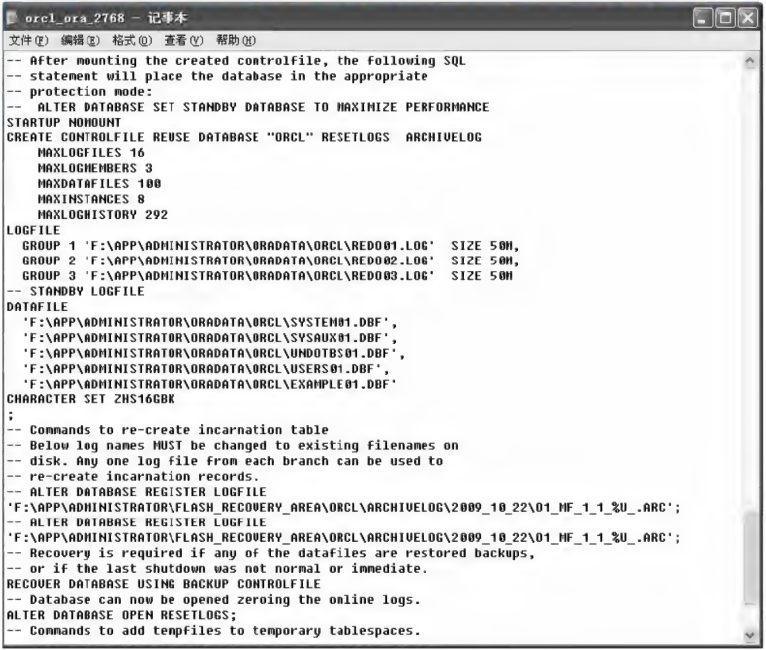 orcl_ora_2768 - 记事本
文件(F) 编辑(E) 格式(O) 查看(V) 帮助(H)
-- After mounting the created controlfile, the following SQL
-- statement will place the database in the appropriate
-- protection mode:
--  ALTER DATABASE SET STANDBY DATABASE TO MAXIMIZE PERFORMANCE
STARTUP NOMOUNT
CREATE CONTROLFILE REUSE DATABASE "ORCL" RESETLOGS  ARCHIVELOG
    MAXLOGFILES 16
    MAXLOGMEMBERS 3
    MAXDATAFILES 100
    MAXINSTANCES 8
    MAXLOGHISTORY 292
LOGFILE
  GROUP 1 'F:\APP\ADMINISTRATOR\ORADATA\ORCL\REDO01.LOG'  SIZE 50M,
  GROUP 2 'F:\APP\ADMINISTRATOR\ORADATA\ORCL\REDO02.LOG'  SIZE 50M,
  GROUP 3 'F:\APP\ADMINISTRATOR\ORADATA\ORCL\REDO03.LOG'  SIZE 50M
-- STANDBY LOGFILE
DATAFILE
  'F:\APP\ADMINISTRATOR\ORADATA\ORCL\SYSTEM01.DBF',
  'F:\APP\ADMINISTRATOR\ORADATA\ORCL\SYSAUX01.DBF',
  'F:\APP\ADMINISTRATOR\ORADATA\ORCL\UNDOTBS01.DBF',
  'F:\APP\ADMINISTRATOR\ORADATA\ORCL\USERS01.DBF',
  'F:\APP\ADMINISTRATOR\ORADATA\ORCL\EXAMPLE01.DBF'
CHARACTER SET ZHS16GBK
;
-- Commands to re-create incarnation table
-- Below log names MUST be changed to existing filenames on
-- disk. Any one log file from each branch can be used to
-- re-create incarnation records.
-- ALTER DATABASE REGISTER LOGFILE
'F:\APP\ADMINISTRATOR\FLASH_RECOVERY_AREA\ORCL\ARCHIVELOG\2009_10_22\O1_MF_1_1_%U_.ARC';
-- ALTER DATABASE REGISTER LOGFILE
'F:\APP\ADMINISTRATOR\FLASH_RECOVERY_AREA\ORCL\ARCHIVELOG\2009_10_22\O1_MF_1_1_%U_.ARC';
-- Recovery is required if any of the datafiles are restored backups,
-- or if the last shutdown was not normal or immediate.
RECOVER DATABASE USING BACKUP CONTROLFILE
-- Database can now be opened zeroing the online logs.
ALTER DATABASE OPEN RESETLOGS;
-- Commands to add tempfiles to temporary tablespaces.